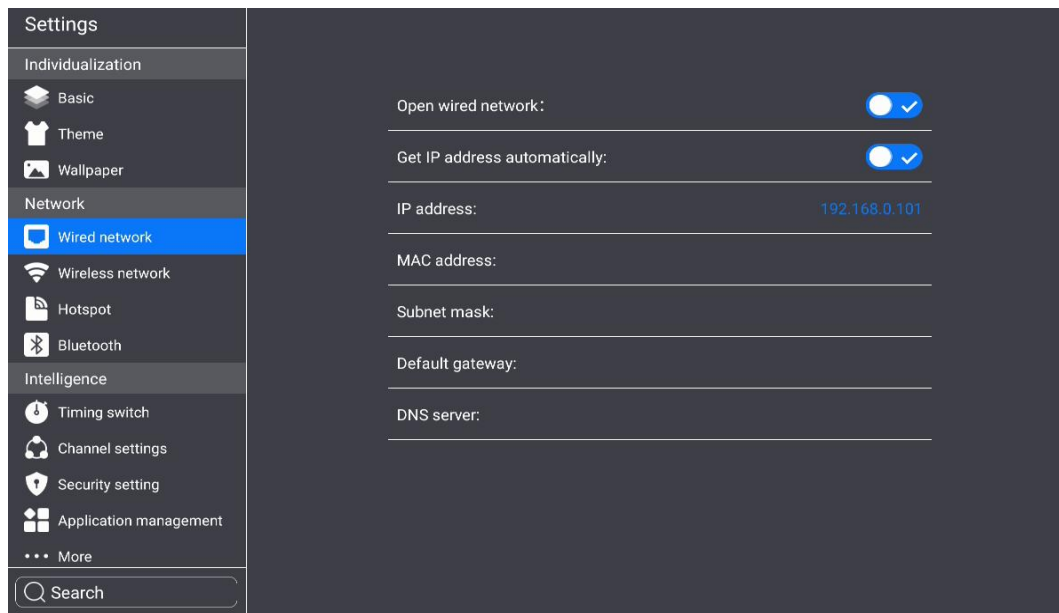 Settings
Individualization
Basic
Theme
Wallpaper
Network
Wired network
Wireless network
Hotspot
Bluetooth
Intelligence
Timing switch
Channel settings
Security setting
Application management
More
Search
Open wired network：
Get IP address automatically:
IP address: 192.168.0.101
MAC address:
Subnet mask:
Default gateway:
DNS server: